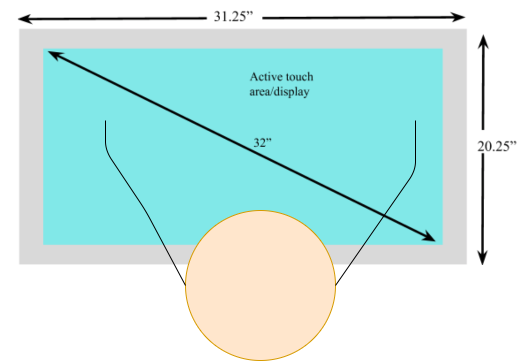 31.25”
Active touch
area/display
32”
20.25”